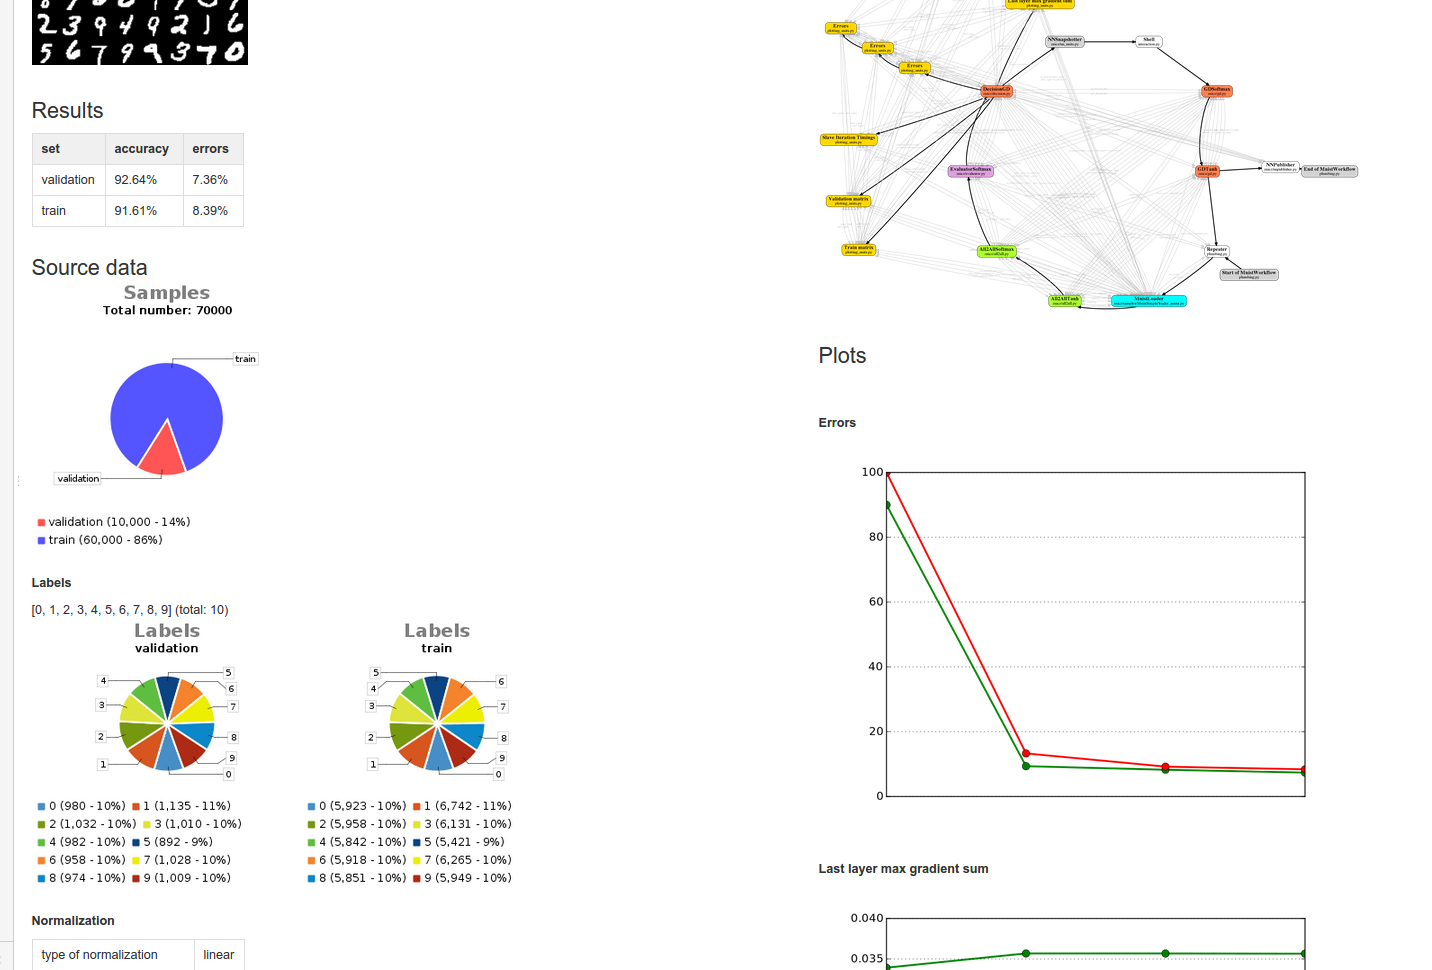 2 3 9 4 9 2 1 6
5 6 7 9 9 3 7 0
Results
set accuracy errors
validation 92.64% 7.36%
train 91.61% 8.39%
Source data
Samples
Total number: 70000
train
validation
validation (10,000 - 14%)
train (60,000 - 86%)
Labels
[0, 1, 2, 3, 4, 5, 6, 7, 8, 9] (total: 10)
Labels
validation
5
4
6
3
7
2
8
1
9
0
0 (980 - 10%) 1 (1,135 - 11%)
2 (1,032 - 10%) 3 (1,010 - 10%)
4 (982 - 10%) 5 (892 - 9%)
6 (958 - 10%) 7 (1,028 - 10%)
8 (974 - 10%) 9 (1,009 - 10%)
Labels
train
5
4
6
3
7
2
8
1
9
0
0 (5,923 - 10%) 1 (6,742 - 11%)
2 (5,958 - 10%) 3 (6,131 - 10%)
4 (5,842 - 10%) 5 (5,421 - 9%)
6 (5,918 - 10%) 7 (6,265 - 10%)
8 (5,851 - 10%) 9 (5,949 - 10%)
Normalization
type of normalization linear
Last layer max gradient sum
Errors
Errors
Errors
NNSnapshotter
Shell
DecisionGD
GDSoftmax
Slave Iteration Timings
EvaluatorSoftmax
GDTanh
NNPublisher
End of MnistWorkflow
Validation matrix
Train matrix
All2AllSoftmax
Repeater
Start of MnistWorkflow
All2AllTanh
MnistLoader
Plots
Errors
100
80
60
40
20
0
Last layer max gradient sum
0.040
0.035